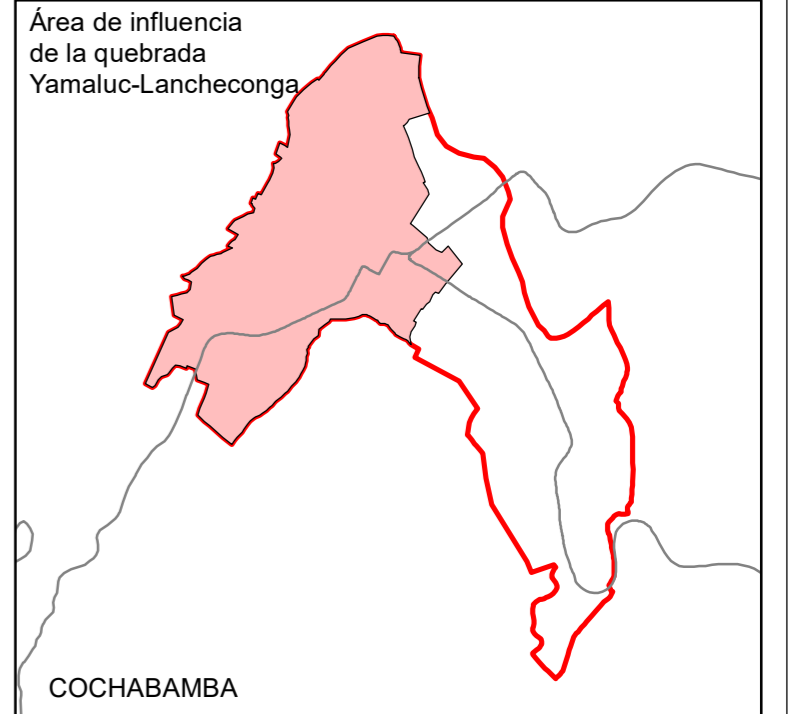 Área de influencia
de la quebrada
Yamaluc-Lancheconga
COCHABAMBA